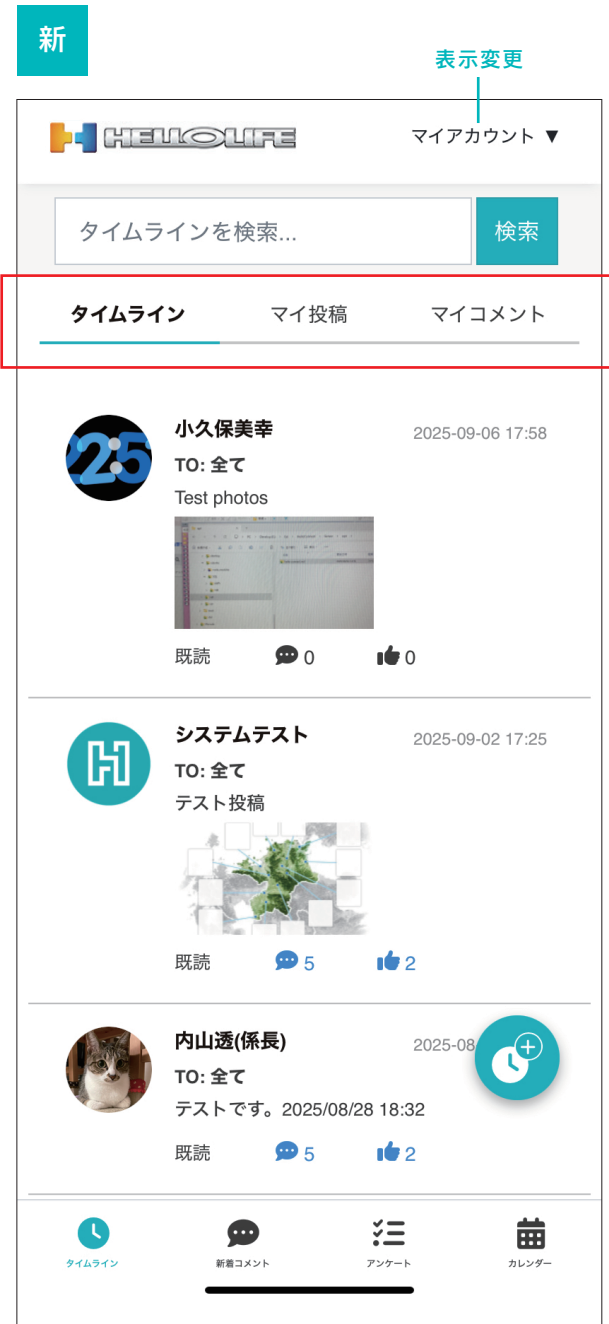 新
表示変更
HELLOLIFE
マイアカウント ▼
タイムラインを検索...
検索
タイムライン
マイ投稿
マイコメント
小久保美幸
2025-09-06 17:58
TO: 全て
Test photos
既読
0
0
システムテスト
2025-09-02 17:25
TO: 全て
テスト投稿
既読
5
2
内山透(係長)
2025-08
TO: 全て
テストです。2025/08/28 18:32
既読
5
2
タイムライン
新着コメント
アンケート
カレンダー